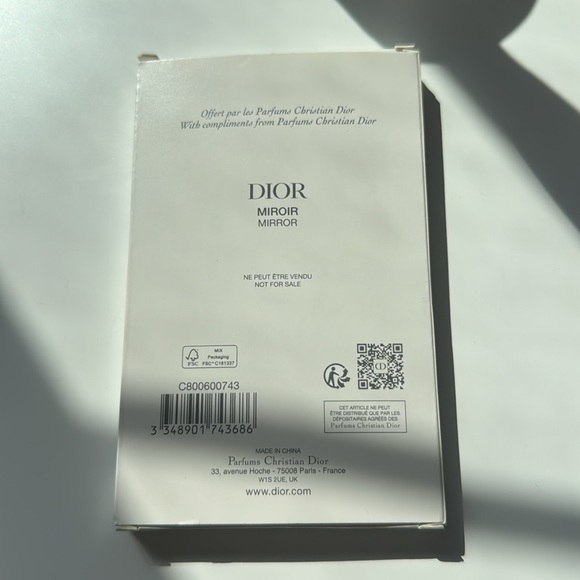 Offert par les Parfums Christian Dior
With compliments from Parfums Christian Dior
DIOR
MIROIR
MIRROR
NE PEUT ÊTRE VENDU
NOT FOR SALE
MIX
Packaging
FSC FSC™ C181337
CD
C800600743
3 348901 743686
CET ARTICLE NE PEUT
ÊTRE DISTRIBUÉ QUE PAR LES
DÉPOSITAIRES AGRÉÉS DES
Parfums Christian Dior
MADE IN CHINA
Parfums Christian Dior
33, avenue Hoche - 75008 Paris - France
W1S 2UE, UK
www.dior.com